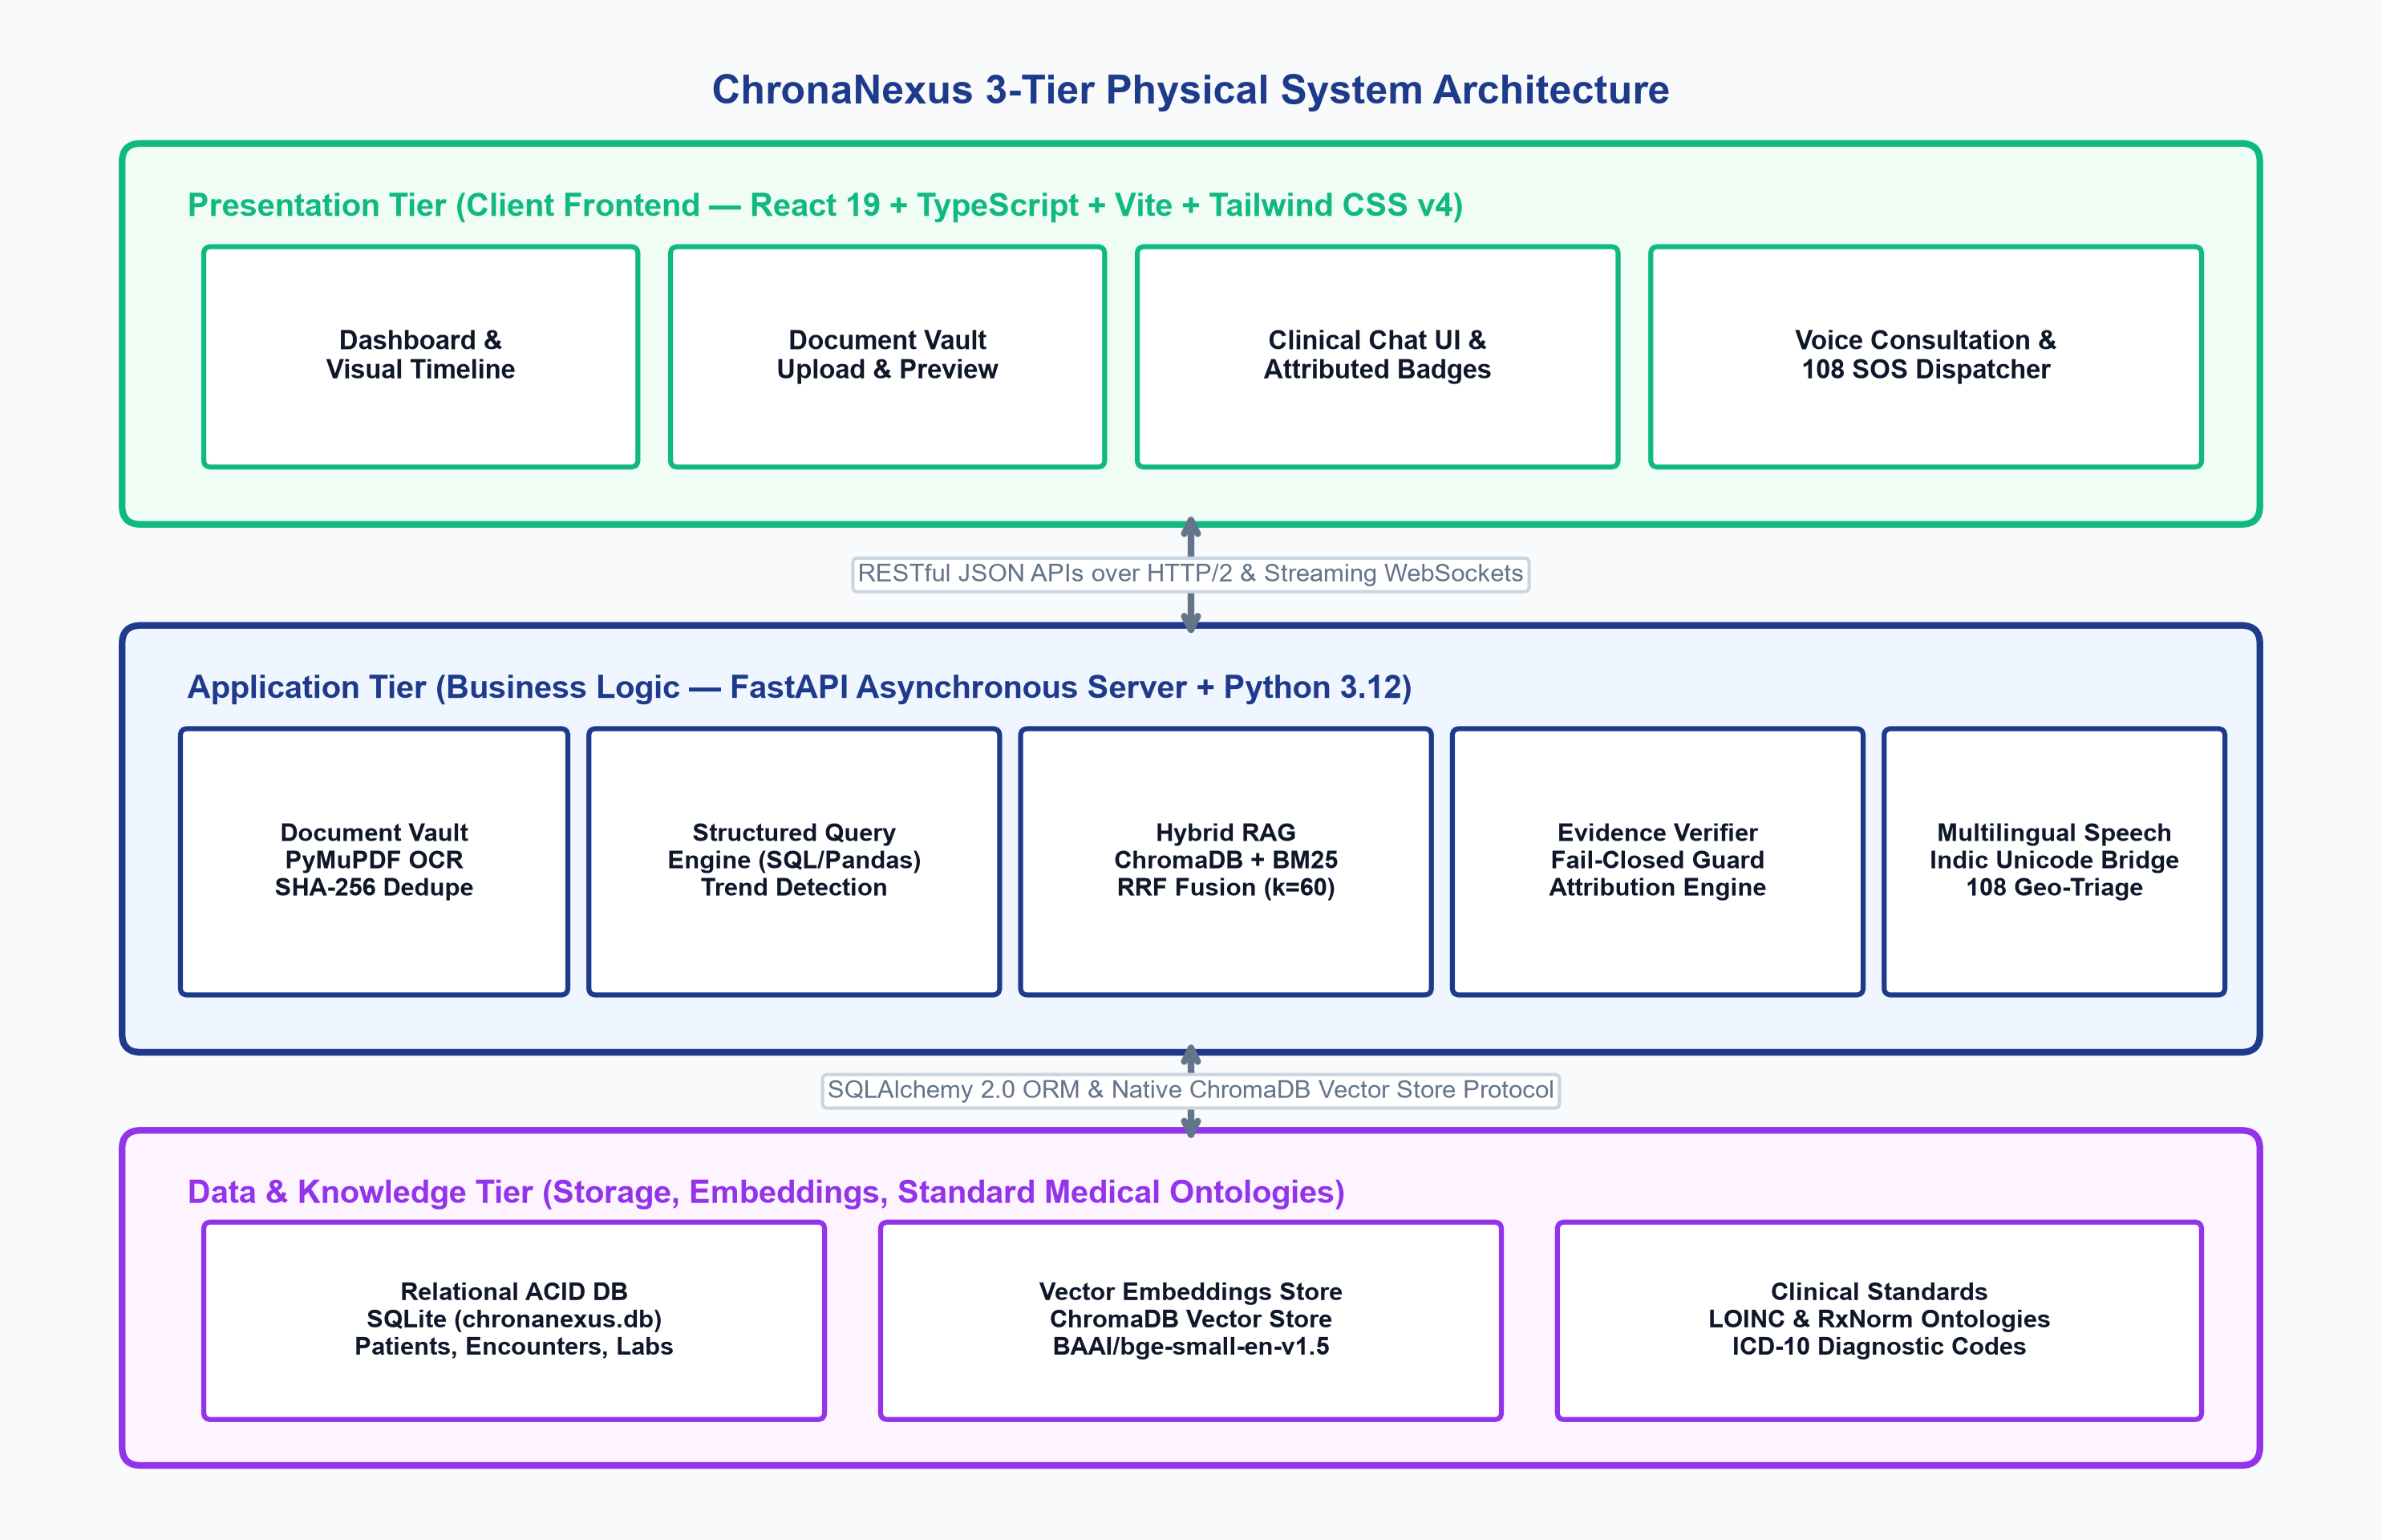 ChronaNexus 3-Tier Physical System Architecture
Presentation Tier (Client Frontend — React 19 + TypeScript + Vite + Tailwind CSS v4)
Dashboard &
Visual Timeline
Document Vault
Upload & Preview
Clinical Chat UI &
Attributed Badges
Voice Consultation &
108 SOS Dispatcher
RESTful JSON APIs over HTTP/2 & Streaming WebSockets
Application Tier (Business Logic — FastAPI Asynchronous Server + Python 3.12)
Document Vault
PyMuPDF OCR
SHA-256 Dedupe
Structured Query
Engine (SQL/Pandas)
Trend Detection
Hybrid RAG
ChromaDB + BM25
RRF Fusion (k=60)
Evidence Verifier
Fail-Closed Guard
Attribution Engine
Multilingual Speech
Indic Unicode Bridge
108 Geo-Triage
SQLAlchemy 2.0 ORM & Native ChromaDB Vector Store Protocol
Data & Knowledge Tier (Storage, Embeddings, Standard Medical Ontologies)
Relational ACID DB
SQLite (chronanexus.db)
Patients, Encounters, Labs
Vector Embeddings Store
ChromaDB Vector Store
BAAI/bge-small-en-v1.5
Clinical Standards
LOINC & RxNorm Ontologies
ICD-10 Diagnostic Codes